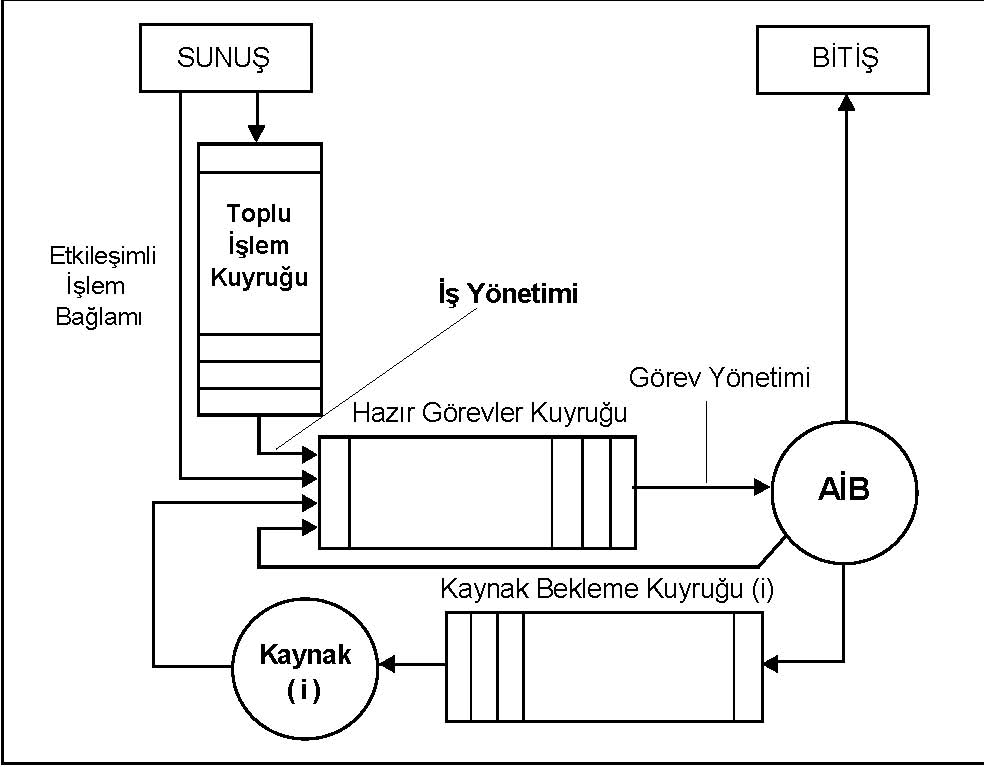 SUNUŞ
BİTİŞ
Toplu
İşlem
Kuyruğu
Etkileşimli
İşlem
Bağlamı
İş Yönetimi
Görev Yönetimi
Hazır Görevler Kuyruğu
AİB
Kaynak Bekleme Kuyruğu (i)
Kaynak
( i )